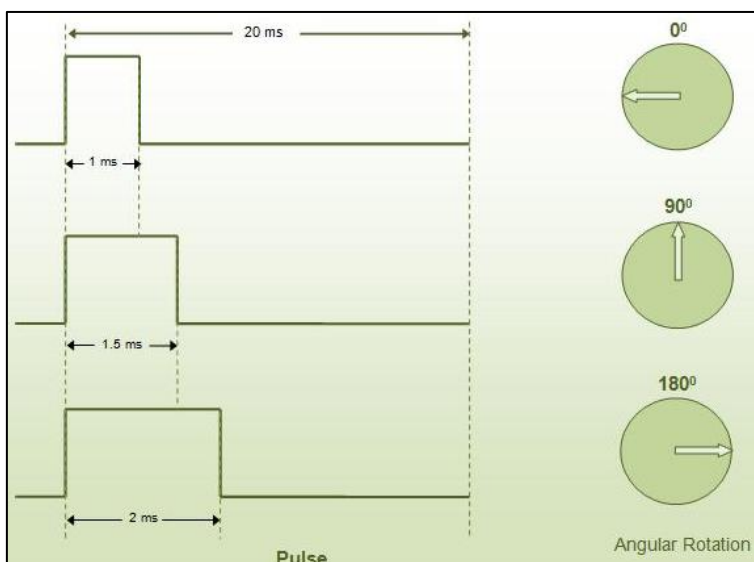 20 ms
0⁰
1 ms
90⁰
1.5 ms
180⁰
2 ms
Angular Rotation
Pulse